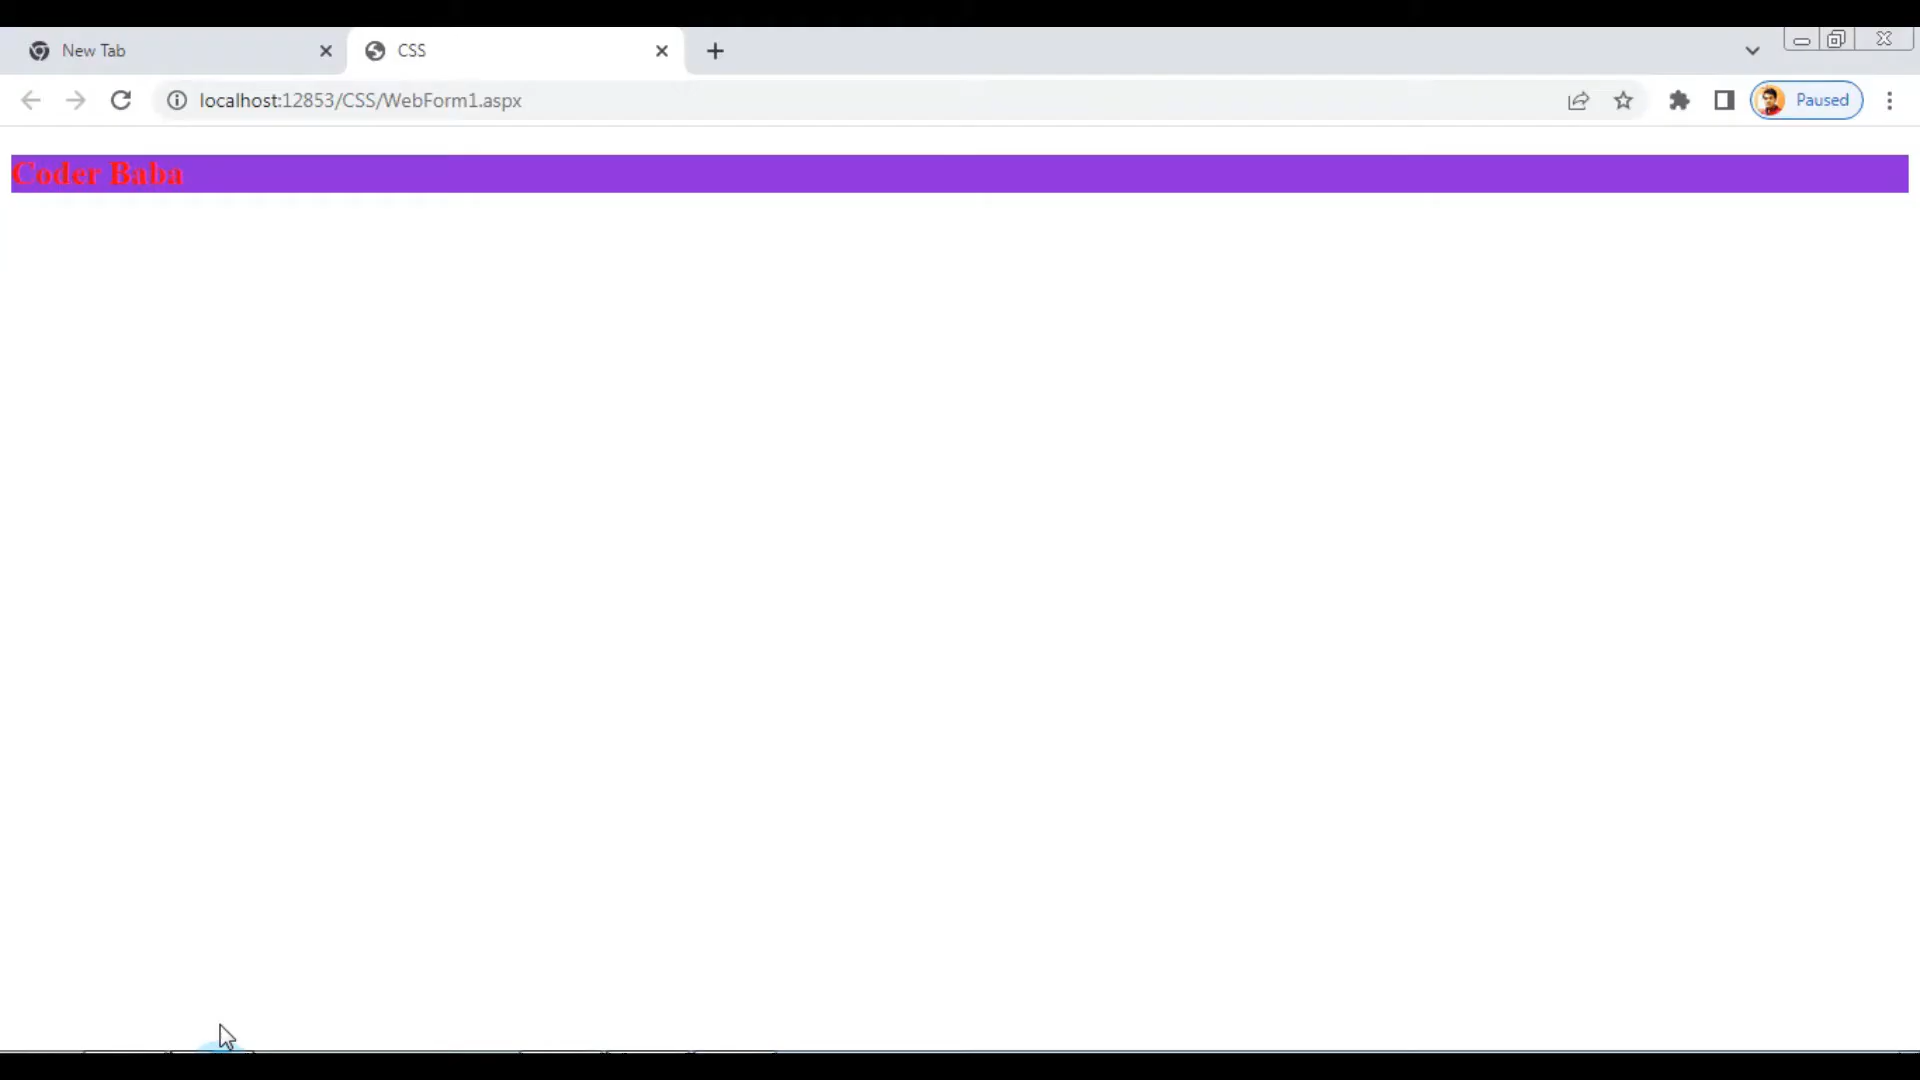 New Tab
CSS
localhost:12853/CSS/WebForm1.aspx
Paused
Coder Baba